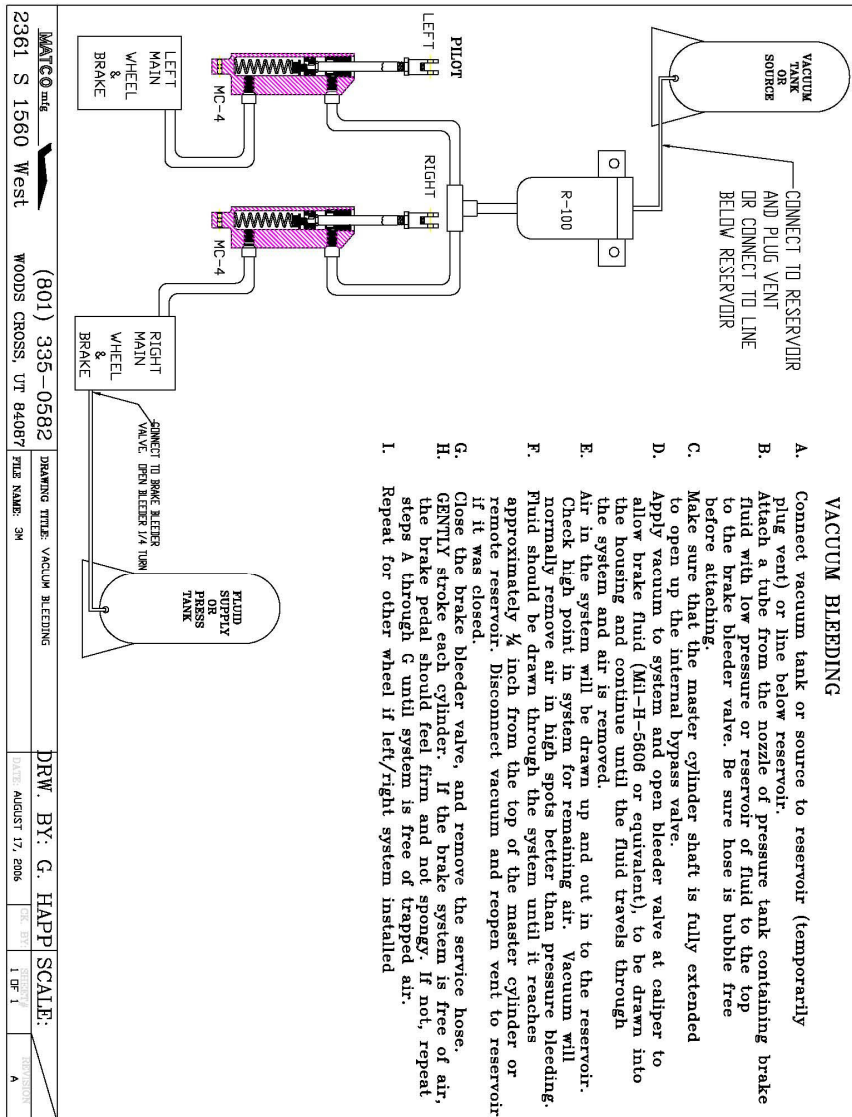 VACUUM
TANK
OR
SOURCE
CONNECT TO RESERVOIR
AND PLUG VENT
OR CONNECT TO LINE
BELOW RESERVOIR
R-100
PILOT
LEFT
RIGHT
MC-4
MC-4
LEFT
MAIN
WHEEL
&
BRAKE
RIGHT
MAIN
WHEEL
&
BRAKE
CONNECT TO BRAKE BLEEDER
VALVE. OPEN BLEEDER 1/4 TURN
FLUID
SUPPLY
OR
PRESS
TANK
VACUUM BLEEDING
A. Connect vacuum tank or source to reservoir (temporarily
plug vent) or line below reservoir.
B. Attach a tube from the nozzle of pressure tank containing brake
fluid with low pressure or reservoir of fluid to the top
to the brake bleeder valve. Be sure hose is bubble free
before attaching.
C. Make sure that the master cylinder shaft is fully extended
to open up the internal bypass valve.
D. Apply vacuum to system and open bleeder valve at caliper to
allow brake fluid (Mil-H-5606 or equivalent), to be drawn into
the housing and continue until the fluid travels through
the system and air is removed.
E. Air in the system will be drawn up and out in to the reservoir.
Check high point in system for remaining air. Vacuum will
normally remove air in high spots better than pressure bleeding.
F. Fluid should be drawn through the system until it reaches
approximately ¼ inch from the top of the master cylinder or
remote reservoir. Disconnect vacuum and reopen vent to reservoir
if it was closed.
G. Close the brake bleeder valve, and remove the service hose.
H. GENTLY stroke each cylinder. If the brake system is free of air,
the brake pedal should feel firm and not spongy. If not, repeat
steps A through G until system is free of trapped air.
I. Repeat for other wheel if left/right system installed
MATCO mfg
2361 S 1560 West
(801) 335-0582
WOODS CROSS, UT 84087
DRAWING TITLE: VACUUM BLEEDING
FILE NAME: 3M
DRW. BY: G. HAPP
SCALE:
DATE: AUGUST 17, 2006
CK. BY:
SHEET#
1 OF 1
REVISION
A